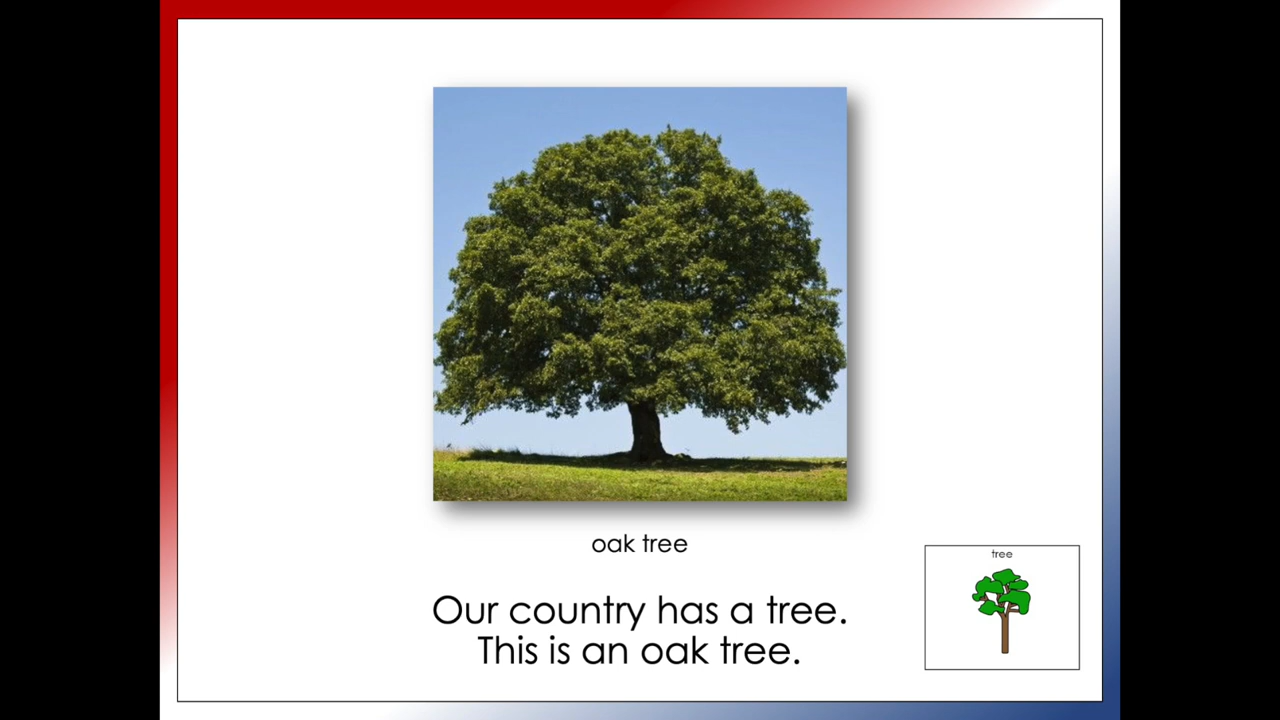 oak tree
tree
Our country has a tree.
This is an oak tree.